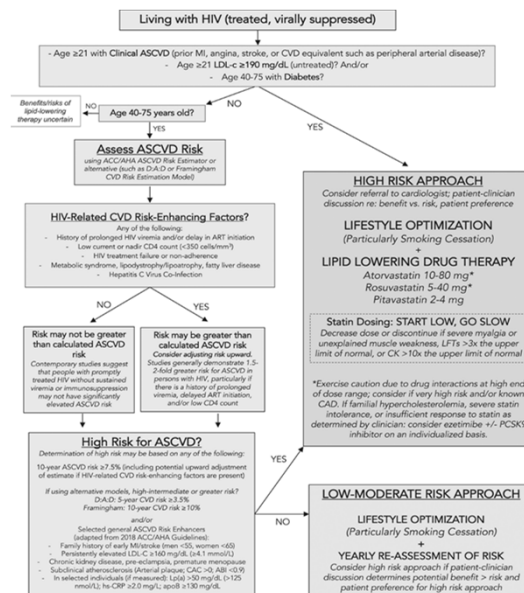 Living with HIV (treated, virally suppressed)
- Age ≥21 with Clinical ASCVD (prior MI, angina, stroke, or CVD equivalent such as peripheral arterial disease)?
- Age ≥21 LDL-c ≥190 mg/dL (untreated)? And/or
- Age 40-75 with Diabetes?
NO
YES
Benefits/risks of
lipid-lowering
therapy uncertain
NO
Age 40-75 years old?
YES
Assess ASCVD Risk
using ACC/AHA ASCVD Risk Estimator or
alternative (such as D:A:D or Framingham
CVD Risk Estimation Model)
HIV-Related CVD Risk-Enhancing Factors?
Any of the following:
- History of prolonged HIV viremia and/or delay in ART initiation
- Low current or nadir CD4 count (<350 cells/mm³)
- HIV treatment failure or non-adherence
- Metabolic syndrome, lipodystrophy/lipoatrophy, fatty liver disease
- Hepatitis C Virus Co-Infection
NO
YES
Risk may not be greater
than calculated ASCVD
risk
Contemporary studies suggest that
people with promptly
treated HIV without sustained
viremia or immunosuppression
may not have significantly
elevated ASCVD risk
Risk may be greater than
calculated ASCVD risk
Consider adjusting risk upward.
Studies generally demonstrate 1.5-
2-fold greater risk for ASCVD in
persons with HIV, particularly if
there is a history of prolonged
viremia, delayed ART initiation,
and/or low CD4 count
High Risk for ASCVD?
Determination of high risk may be based on any of the following:
10-year ASCVD risk ≥7.5% (including potential upward adjustment
of estimate if HIV-related CVD risk-enhancing factors are present)
If using alternative models, high-intermediate or greater risk?
D:A:D: 5-year CVD risk ≥3.5%
Framingham: 10-year CVD risk ≥10%
and/or
Selected general ASCVD Risk Enhancers
(adapted from 2018 ACC/AHA Guidelines):
- Family history of early MI/stroke (men <55, women <65)
- Persistently elevated LDL-C ≥160 mg/dL (≥4.1 mmol/L)
- Chronic kidney disease, pre-eclampsia, premature menopause
- Subclinical atherosclerosis (Arterial plaque; CAC >0; ABI <0.9)
- In selected individuals (if measured): Lp(a) >50 mg/dL (>125
nmol/L); hs-CRP ≥2.0 mg/L; apoB ≥130 mg/dL
YES
NO
HIGH RISK APPROACH
Consider referral to cardiologist; patient-clinician
discussion re: benefit vs. risk, patient preference
LIFESTYLE OPTIMIZATION
(Particularly Smoking Cessation)
+
LIPID LOWERING DRUG THERAPY
Atorvastatin 10-80 mg*
Rosuvastatin 5-40 mg*
Pitavastatin 2-4 mg
Statin Dosing: START LOW, GO SLOW
Decrease dose or discontinue if severe myalgia or
unexplained muscle weakness, LFTs >3x the upper
limit of normal, or CK >10x the upper limit of normal
*Exercise caution due to drug interactions at high end
of dose range; consider if very high risk and/or known
CAD. If familial hypercholesterolemia, severe statin
intolerance, or insufficient response to statin as
determined by clinician: consider ezetimibe +/- PCSK9
inhibitor on an individualized basis.
LOW-MODERATE RISK APPROACH
LIFESTYLE OPTIMIZATION
(Particularly Smoking Cessation)
+
YEARLY RE-ASSESSMENT OF RISK
Consider high risk approach if patient-clinician
discussion determines potential benefit > risk and
patient preference for high risk approach